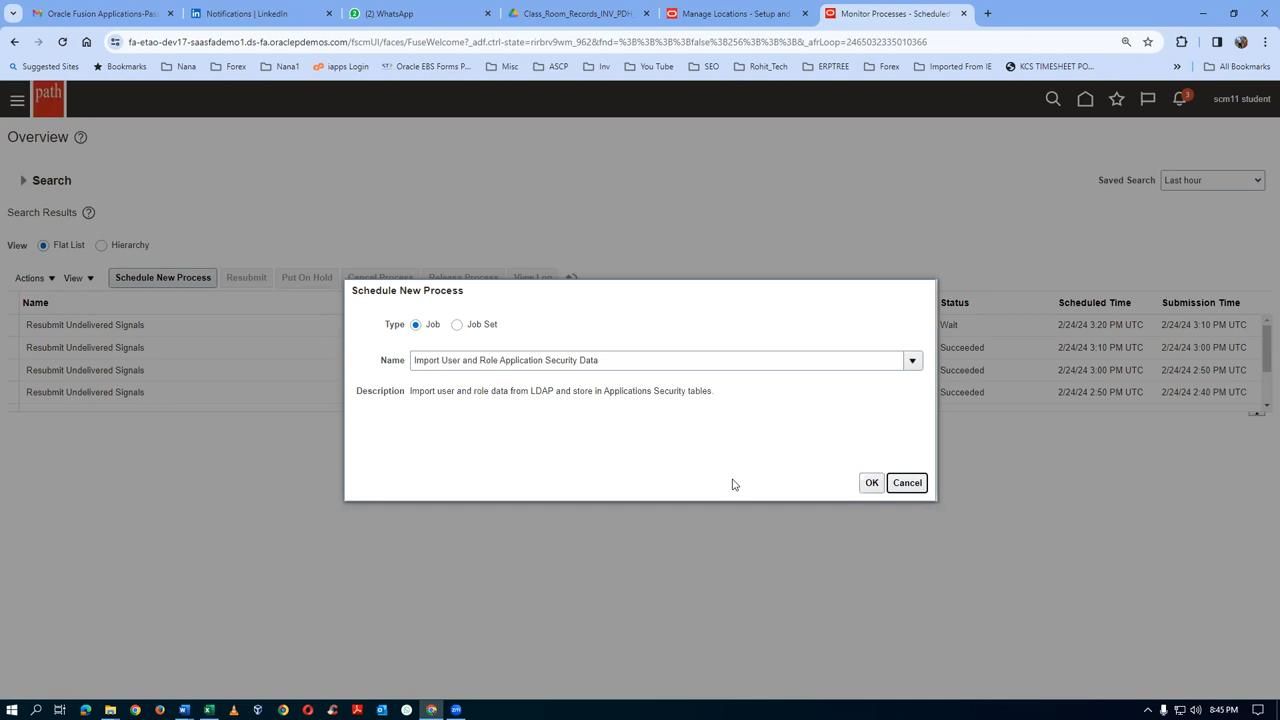 Oracle Fusion Applications-Pas
Notifications | LinkedIn
(2) WhatsApp
Class_Room_Records_INV_PDH_
Manage Locations - Setup and
Monitor Processes - Scheduled
fa-etao-dev17-saasfademo1.ds-fa.oraclepdemos.com/fscmUI/faces/FuseWelcome?_adf.ctrl-state=rirbrv9wm_962&fnd=%3B%3B%3B%3Bfalse%3B256%3B%3B%3B&_afrLoop=2465032335010366
Suggested Sites
Bookmarks
Nana
Forex
Nana1
iapps Login
Oracle EBS Forms P...
Misc
ASCP
Inv
You Tube
SEO
Rohit_Tech
ERPTREE
Forex
Imported From IE
KCS TIMESHEET PO...
»
All Bookmarks
path
3
scm11 student
Overview
Search
Saved Search Last hour
Search Results
View Flat List Hierarchy
Actions View Schedule New Process Resubmit Put On Hold Cancel Process Release Process View Log
Name Status Scheduled Time Submission Time
Resubmit Undelivered Signals Wait 2/24/24 3:20 PM UTC 2/24/24 3:10 PM UTC
Resubmit Undelivered Signals Succeeded 2/24/24 3:10 PM UTC 2/24/24 3:00 PM UTC
Resubmit Undelivered Signals Succeeded 2/24/24 3:00 PM UTC 2/24/24 2:50 PM UTC
Resubmit Undelivered Signals Succeeded 2/24/24 2:50 PM UTC 2/24/24 2:40 PM UTC
Schedule New Process
Type Job Job Set
Name Import User and Role Application Security Data
Description Import user and role data from LDAP and store in Applications Security tables.
OK Cancel
8:45 PM